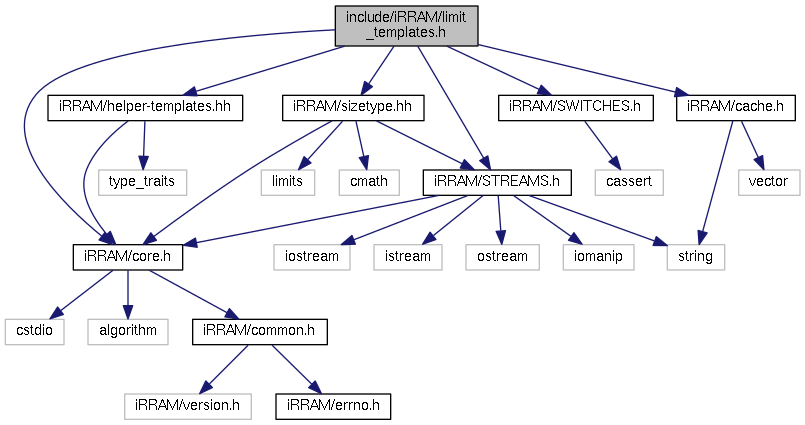 include/iRRAM/limit
_templates.h
iRRAM/helper-templates.hh
iRRAM/sizetype.hh
iRRAM/SWITCHES.h
iRRAM/cache.h
type_traits
limits
cmath
iRRAM/STREAMS.h
cassert
vector
iRRAM/core.h
iostream
istream
ostream
iomanip
string
cstdio
algorithm
iRRAM/common.h
iRRAM/version.h
iRRAM/errno.h